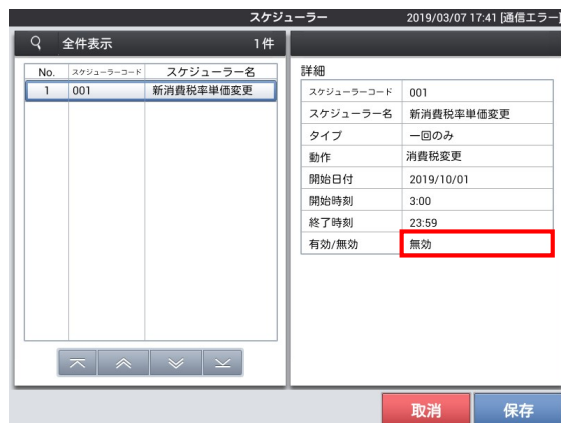 スケジューラー 2019/03/07 17:41 [通信エラー]
全件表示 1件
No. スケジューラーコード スケジューラー名
1 001 新消費税率単価変更
詳細
スケジューラーコード 001
スケジューラー名 新消費税率単価変更
タイプ 一回のみ
動作 消費税変更
開始日付 2019/10/01
開始時刻 3:00
終了時刻 23:59
有効/無効 無効
取消 保存